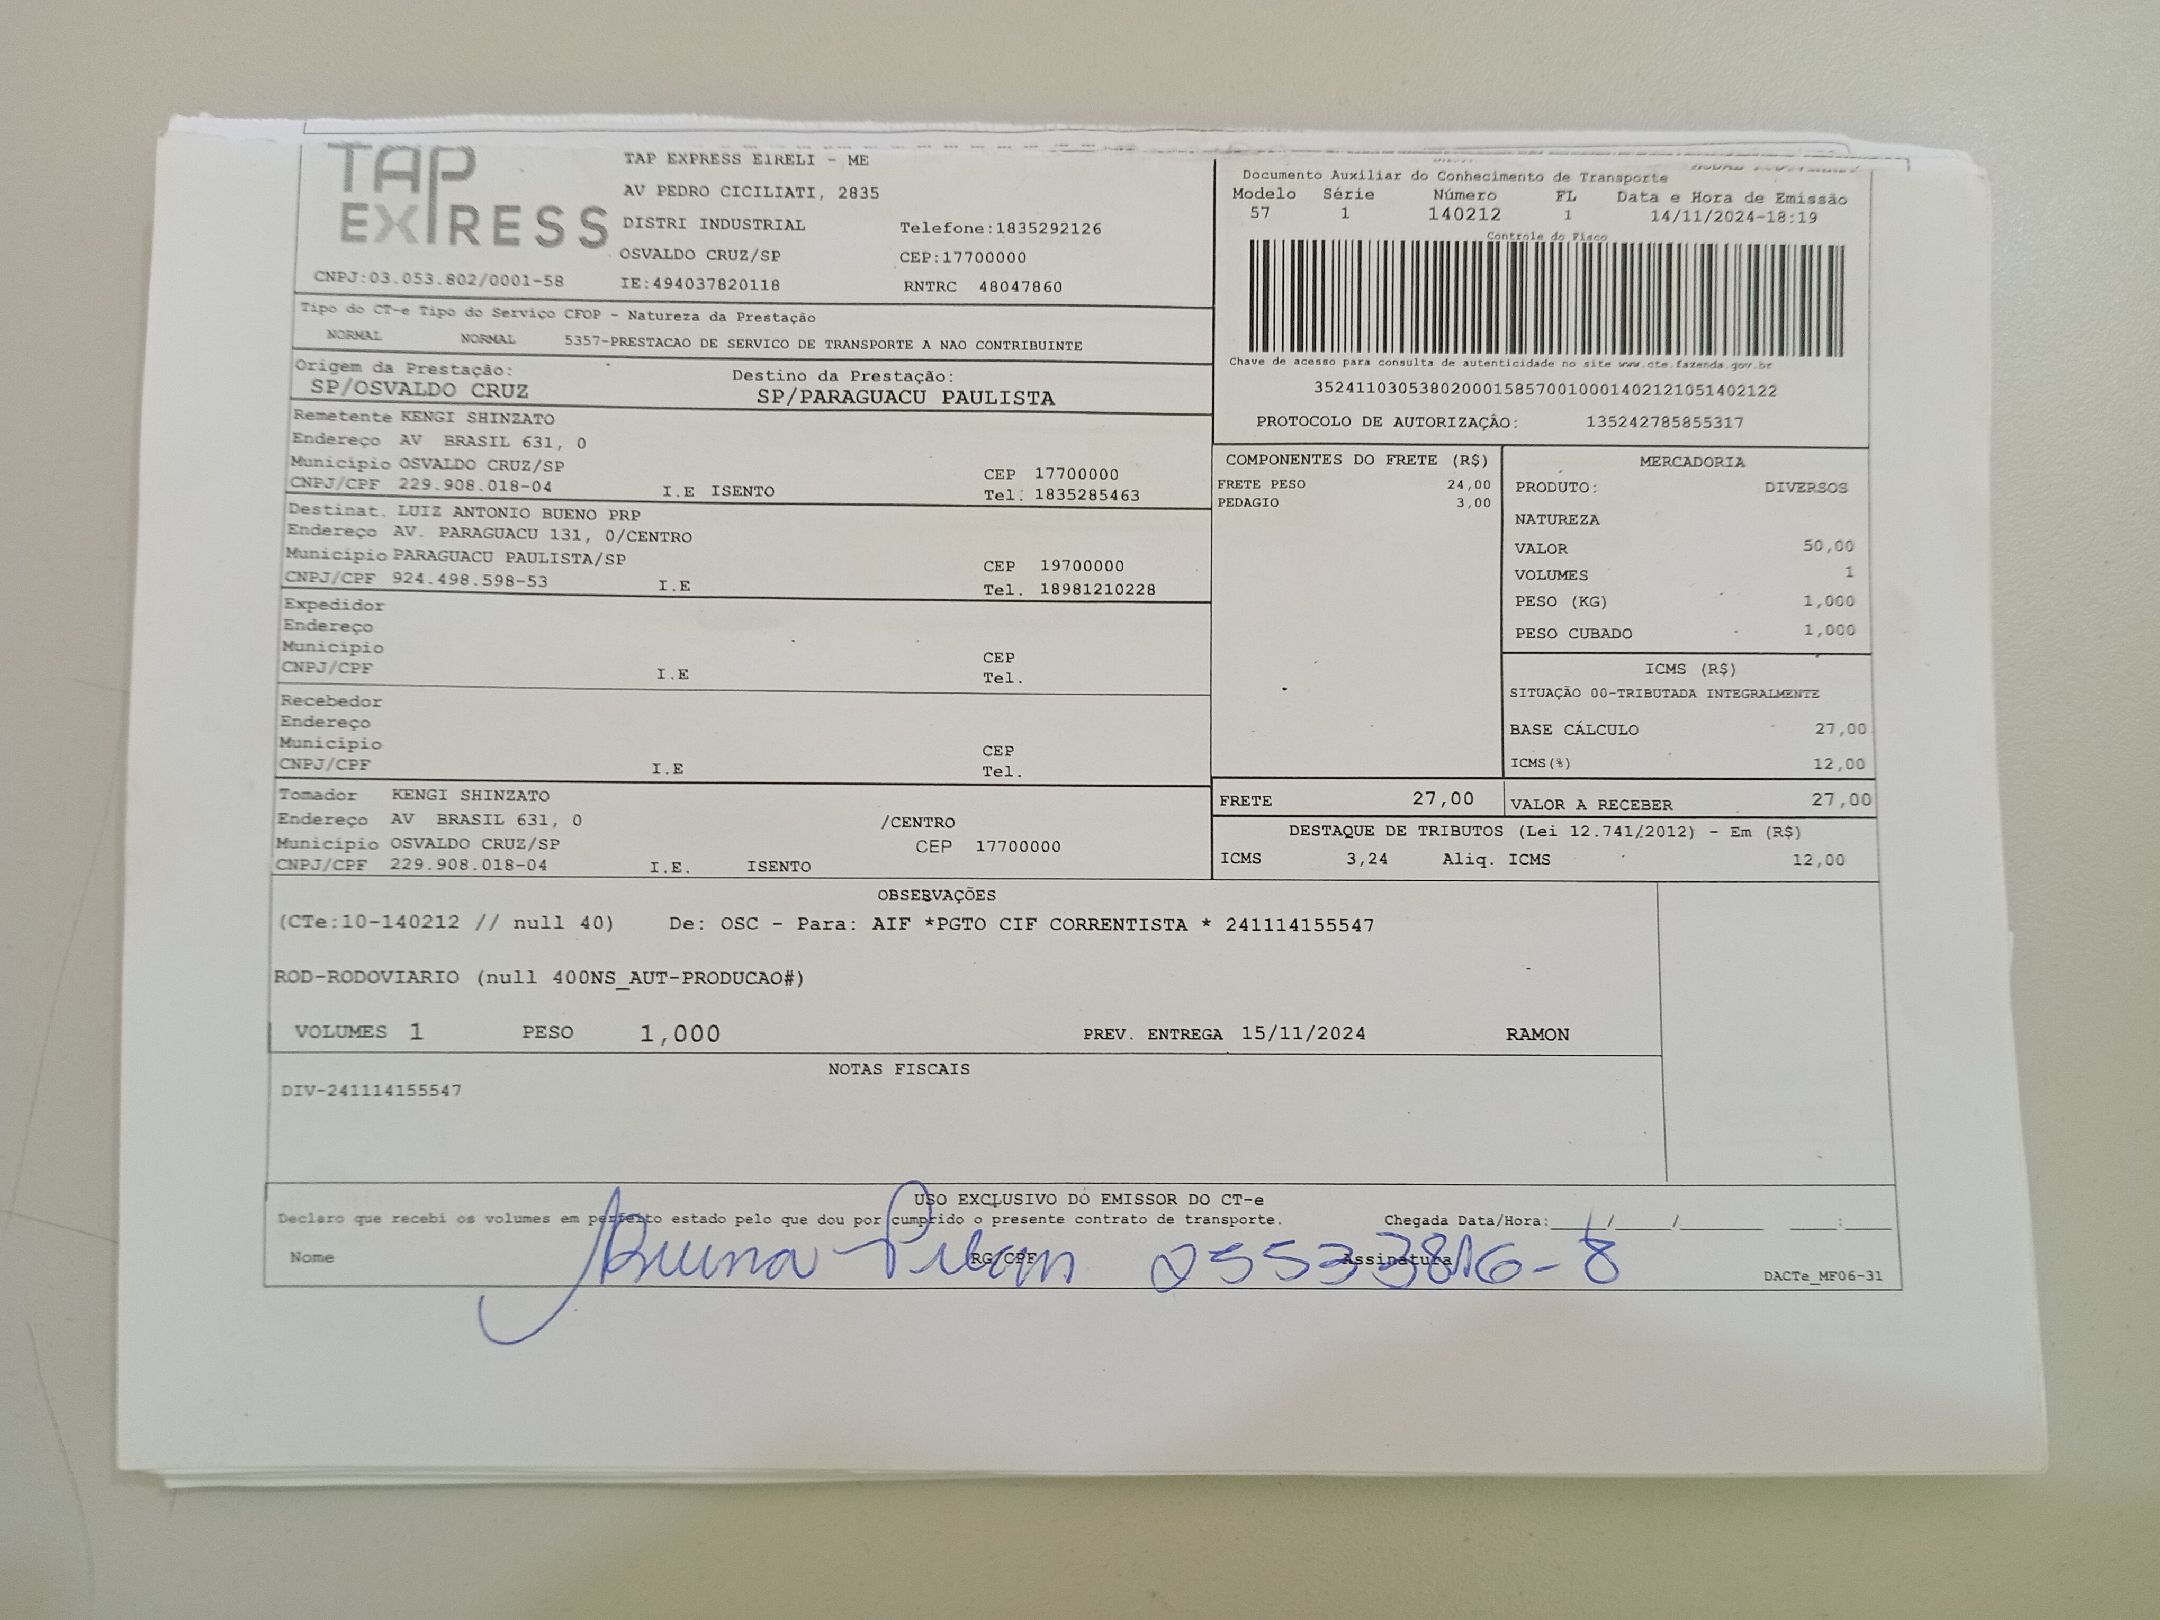 TAP
EXPRESS
CNPJ:03.053.802/0001-58
TAP EXPRESS EIRELI - ME
AV PEDRO CICILIATI, 2835
DISTRI INDUSTRIAL Telefone:1835292126
OSVALDO CRUZ/SP CEP:17700000
IE:494037820118 RNTRC 48047860
Documento Auxiliar do Conhecimento de Transporte
Modelo Série Número FL Data e Hora de Emissão
57 1 140212 1 14/11/2024-18:19
Controle do Fisco
Chave de acesso para consulta de autenticidade no site www.cte.fazenda.gov.br
35241103053802000158570010001402121051402122
PROTOCOLO DE AUTORIZAÇÂO: 135242785855317
Tipo do CT-e Tipo do Serviço CFOP - Natureza da Prestação
NORMAL NORMAL 5357-PRESTACAO DE SERVICO DE TRANSPORTE A NAO CONTRIBUINTE
Origem da Prestação: Destino da Prestação:
SP/OSVALDO CRUZ SP/PARAGUACU PAULISTA
Remetente KENGI SHINZATO
Endereço AV BRASIL 631, 0
Município OSVALDO CRUZ/SP CEP 17700000
CNPJ/CPF 229.908.018-04 I.E ISENTO Tel. 1835285463
Destinat. LUIZ ANTONIO BUENO PRP
Endereço AV. PARAGUACU 131, 0/CENTRO
Município PARAGUACU PAULISTA/SP CEP 19700000
CNPJ/CPF 924.498.598-53 I.E Tel. 18981210228
Expedidor
Endereço
Município CEP
CNPJ/CPF I.E Tel.
Recebedor
Endereço
Município CEP
CNPJ/CPF I.E Tel.
Tomador KENGI SHINZATO
Endereço AV BRASIL 631, 0 /CENTRO
Município OSVALDO CRUZ/SP CEP 17700000
CNPJ/CPF 229.908.018-04 I.E. ISENTO
COMPONENTES DO FRETE (R$)
FRETE PESO 24,00
PEDAGIO 3,00
MERCADORIA
PRODUTO: DIVERSOS
NATUREZA
VALOR 50,00
VOLUMES 1
PESO (KG) 1,000
PESO CUBADO 1,000
ICMS (R$)
SITUAÇÃO 00-TRIBUTADA INTEGRALMENTE
BASE CÁLCULO 27,00
ICMS(%) 12,00
FRETE 27,00 VALOR A RECEBER 27,00
DESTAQUE DE TRIBUTOS (Lei 12.741/2012) - Em (R$)
ICMS 3,24 Aliq. ICMS 12,00
OBSERVAÇÕES
(CTe:10-140212 // null 40) De: OSC - Para: AIF *PGTO CIF CORRENTISTA * 241114155547
ROD-RODOVIARIO (null 400NS_AUT-PRODUCAO#)
VOLUMES 1 PESO 1,000 PREV. ENTREGA 15/11/2024 RAMON
NOTAS FISCAIS
DIV-241114155547
USO EXCLUSIVO DO EMISSOR DO CT-e
Declaro que recebi os volumes em perfeito estado pelo que dou por cumprido o presente contrato de transporte. Chegada Data/Hora:____/____/______ ____:____
Nome RG/CPF Assinatura
Bruna
DACTe_MF06-31